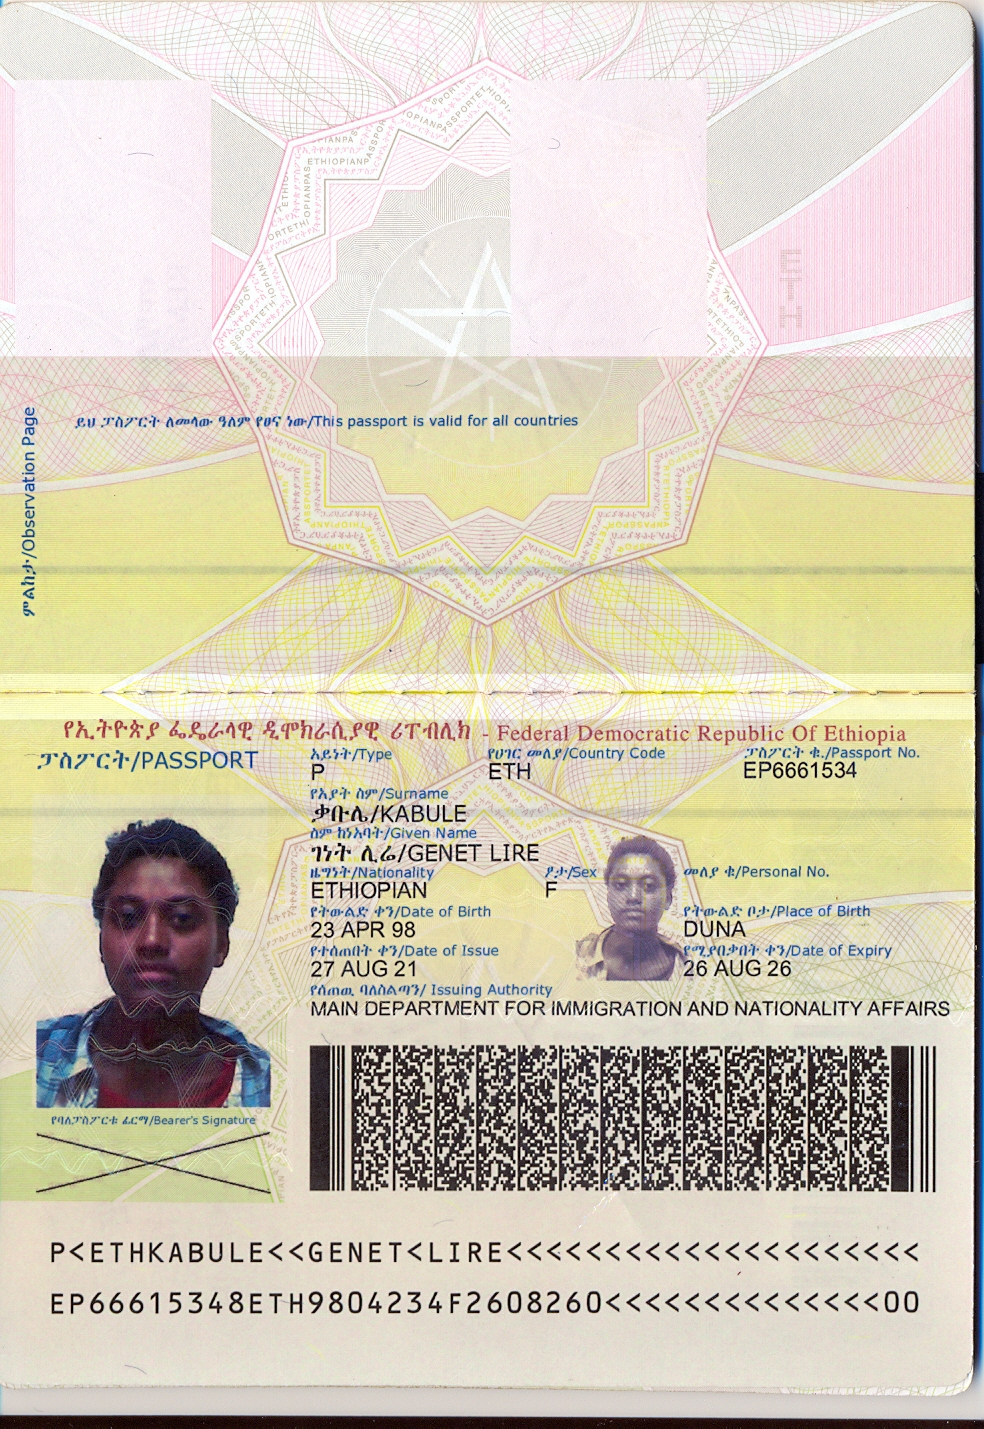 ይህ ፓስፖርት ለመላው ዓለም የፀና ነው/This passport is valid for all countries
ምልከታ/Observation Page
የኢትዮጵያ ፌዴራላዊ ዲሞክራሲያዊ ሪፐብሊክ - Federal Democratic Republic Of Ethiopia
ፓስፖርት/PASSPORT
አይነት/Type
የሀገር መለያ/Country Code
ፓስፖርት ቁ./Passport No.
P
ETH
EP6661534
የአያት ስም/Surname
ቃቡሌ/KABULE
ስም ከነአባት/Given Name
ገነት ሊሬ/GENET LIRE
ዜግነት/Nationality
ፆታ/Sex
መለያ ቁ/Personal No.
ETHIOPIAN
F
የትውልድ ቀን/Date of Birth
የትውልድ ቦታ/Place of Birth
23 APR 98
DUNA
የተሰጠበት ቀን/Date of Issue
የሚያበቃበት ቀን/Date of Expiry
27 AUG 21
26 AUG 26
የሰጠዉ ባለስልጣን/ Issuing Authority
MAIN DEPARTMENT FOR IMMIGRATION AND NATIONALITY AFFAIRS
የባለፓስፖርቱ ፊርማ/Bearer's Signature
P<ETHKABULE<<GENET<LIRE<<<<<<<<<<<<<<<<<<<<<
EP66615348ETH9804234F2608260<<<<<<<<<<<<<<00